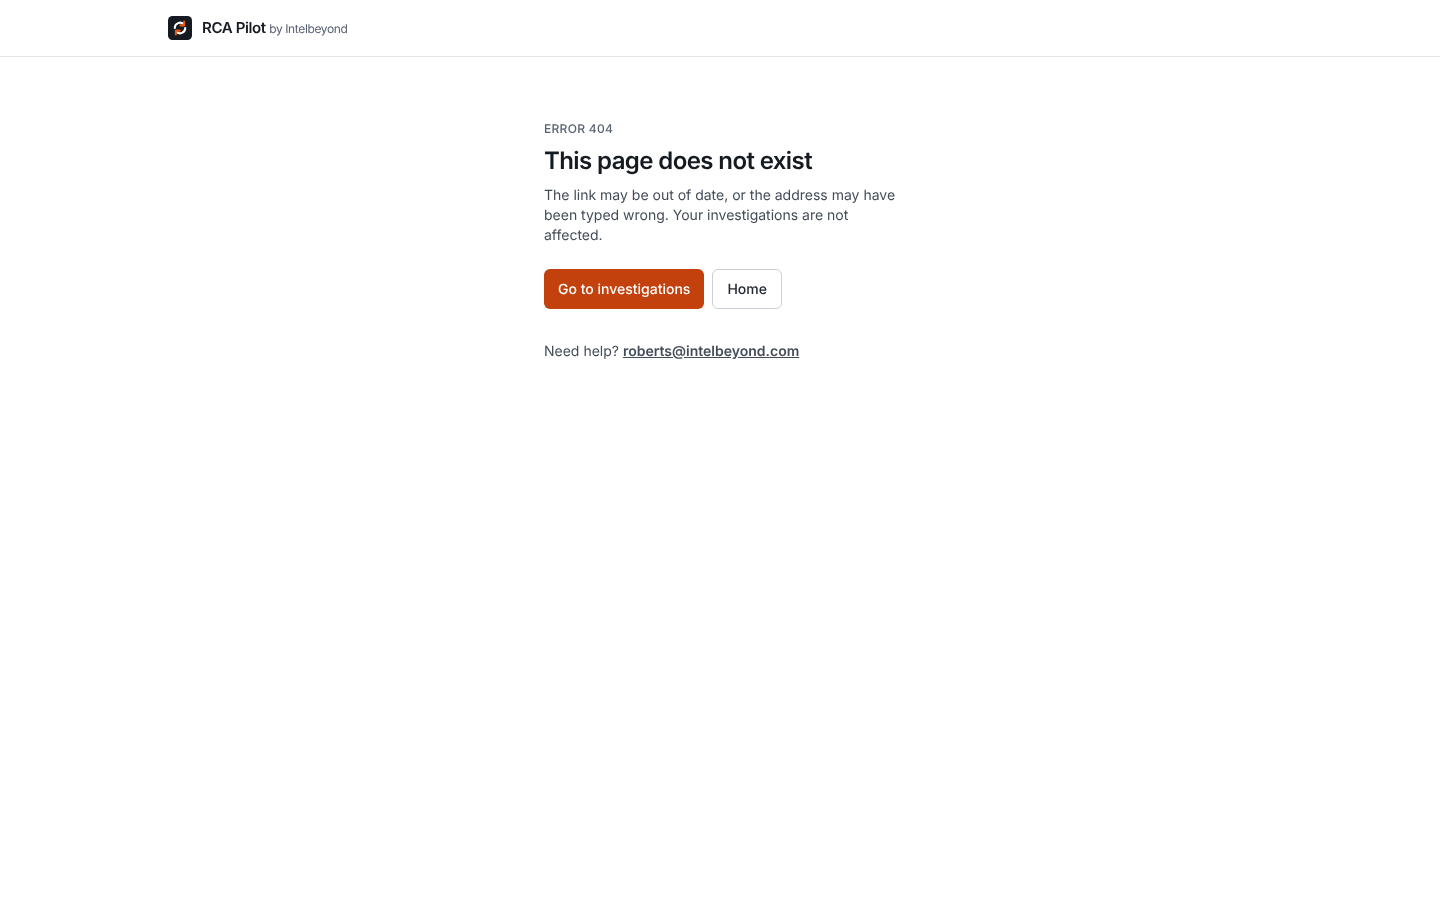 RCA Pilot by Intelbeyond
ERROR 404
This page does not exist
The link may be out of date, or the address may have
been typed wrong. Your investigations are not
affected.
Go to investigations
Home
Need help? roberts@intelbeyond.com